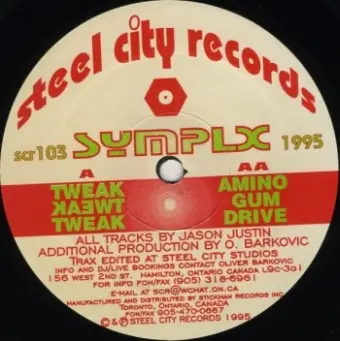 steel city records
scr103 SYMPLX 1995
A
TWEAK
TWEAK
TWEAK
AA
AMINO
GUM
DRIVE
ALL TRACKS BY JASON JUSTIN
ADDITIONAL PRODUCTION BY O. BARKOVIC
TRAX EDITED AT STEEL CITY STUDIOS
INFO AND DJ/LIVE BOOKINGS CONTACT OLIVER BARKOVIC
156 WEST 2ND ST. HAMILTON, ONTARIO CANADA L9C-3G1
FOR INFO FON/FAX (905) 318-6961
E-MAIL AT SCR@WCHAT.ON.CA
MANUFACTURED AND DISTRIBUTED BY STICKMAN RECORDS INC.
TORONTO, ONTARIO CANADA
FON/FAX 905-470-0667
© & ℗ STEEL CITY RECORDS 1995